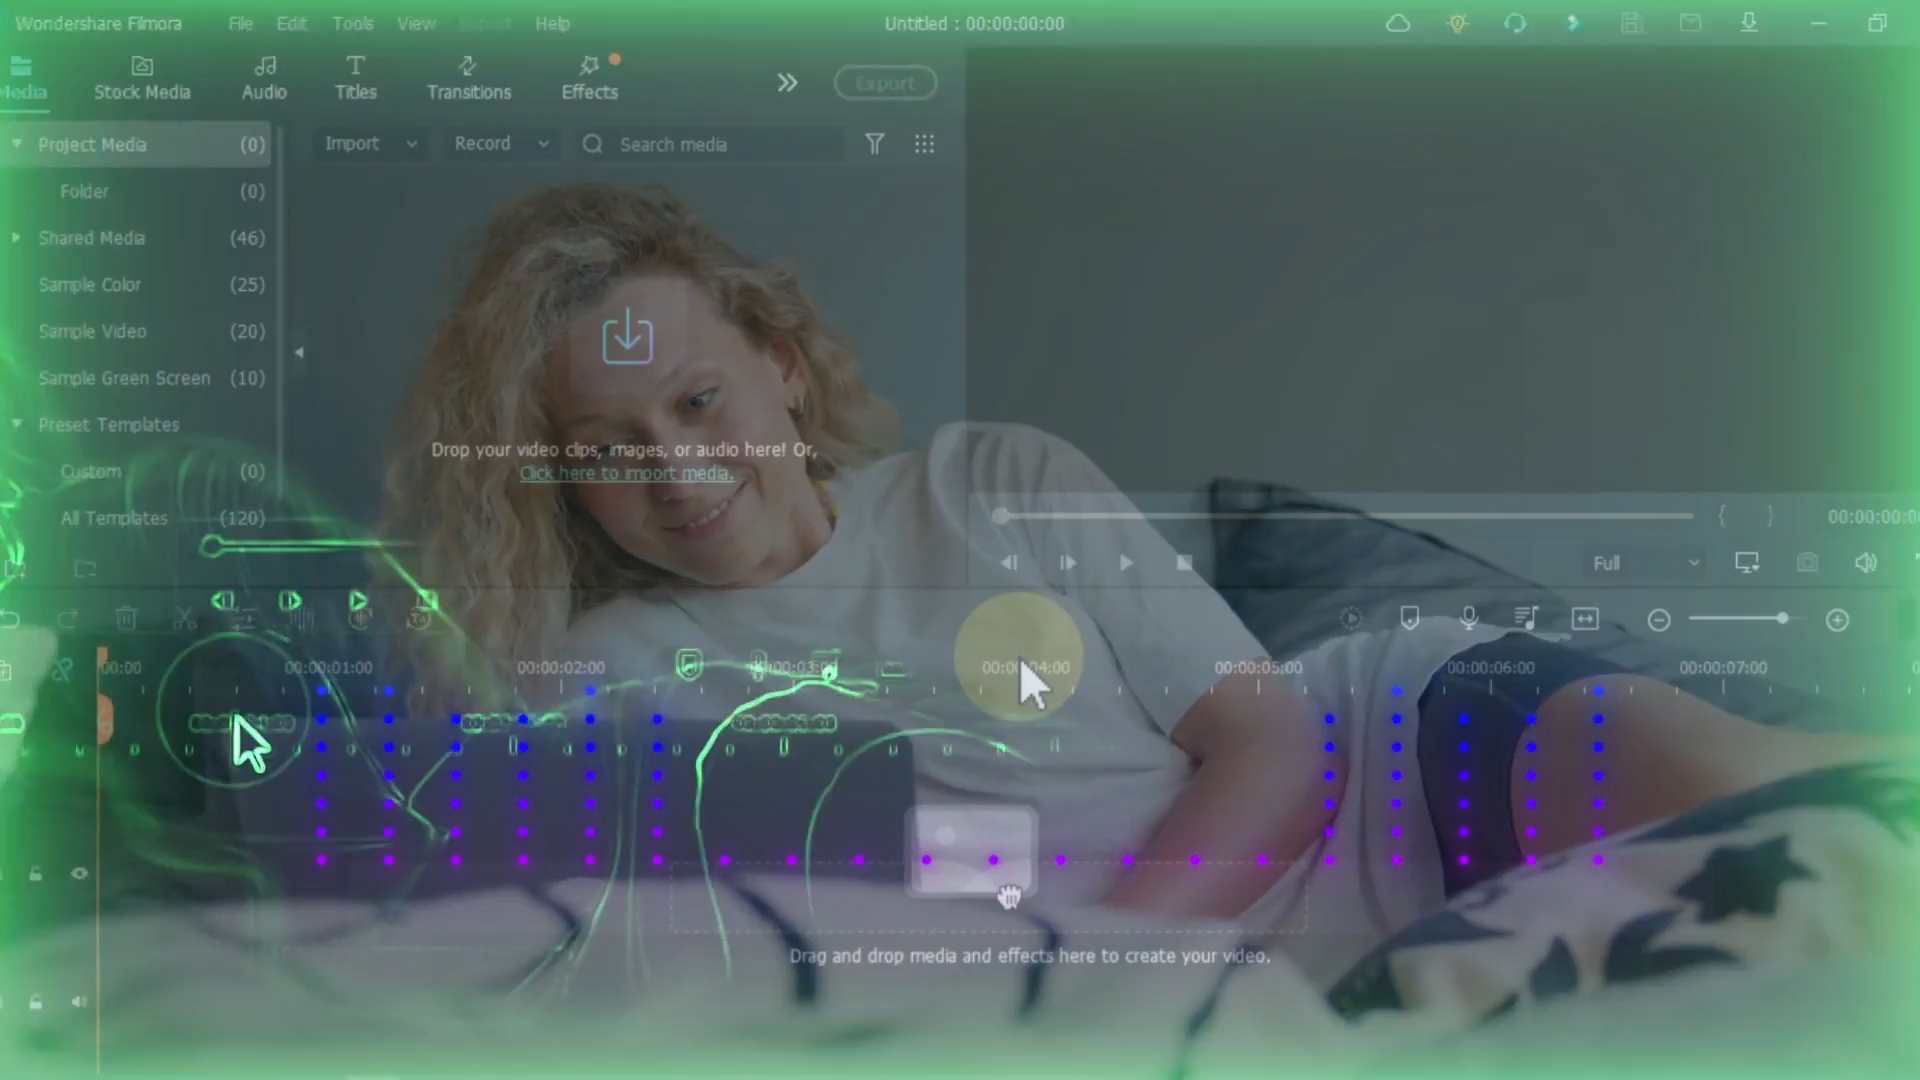 Wondershare Filmora File Edit Tools View Export Help Untitled : 00:00:00:00
Media Stock Media Audio Titles Transitions Effects Export
Project Media (0) Import Record Search media
Folder (0)
Shared Media (46)
Sample Color (25)
Sample Video (20)
Sample Green Screen (10)
Preset Templates
Drop your video clips, images, or audio here! Or,
Custom (0) Click here to import media.
All Templates (120)
Full
00:00:01:00 00:00:02:00 00:00:04:00 00:00:05:00 00:00:06:00 00:00:07:00
Drag and drop media and effects here to create your video.